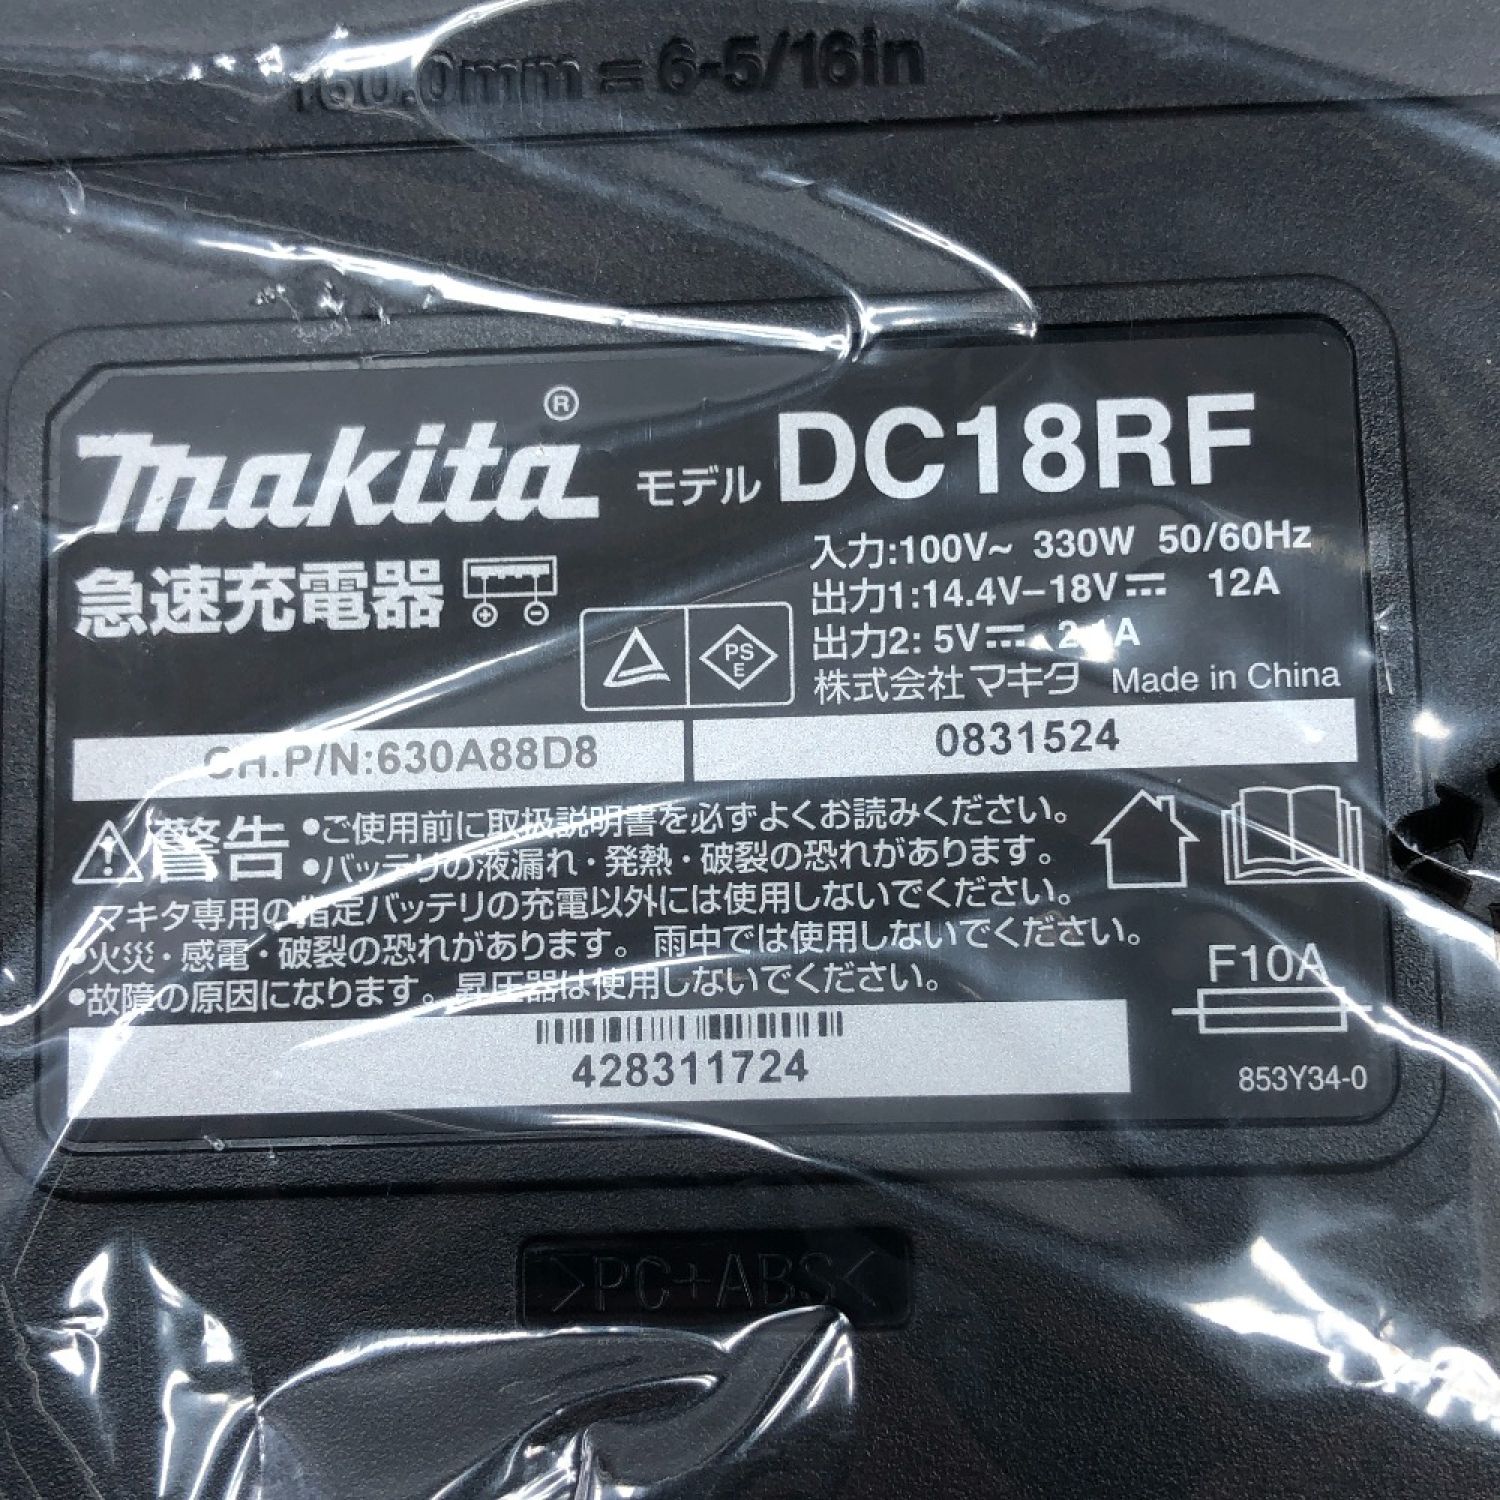 160.0mm = 6-5/16in
makita® モデル DC18RF
急速充電器
入力:100V~ 330W 50/60Hz
出力1:14.4V–18V⎓ 12A
出力2: 5V⎓
株式会社マキタ Made in China
PS
E
CH.P/N:630A88D8
0831524
警告 •ご使用前に取扱説明書を必ずよくお読みください。
•バッテリの液漏れ・発熱・破裂の恐れがあります。
マキタ専用の指定バッテリの充電以外には使用しないでください。
•火災・感電・破裂の恐れがあります。雨中では使用しないでください。
•故障の原因になります。昇圧器は使用しないでください。
F10A
428311724
853Y34-0
>PC+ABS<